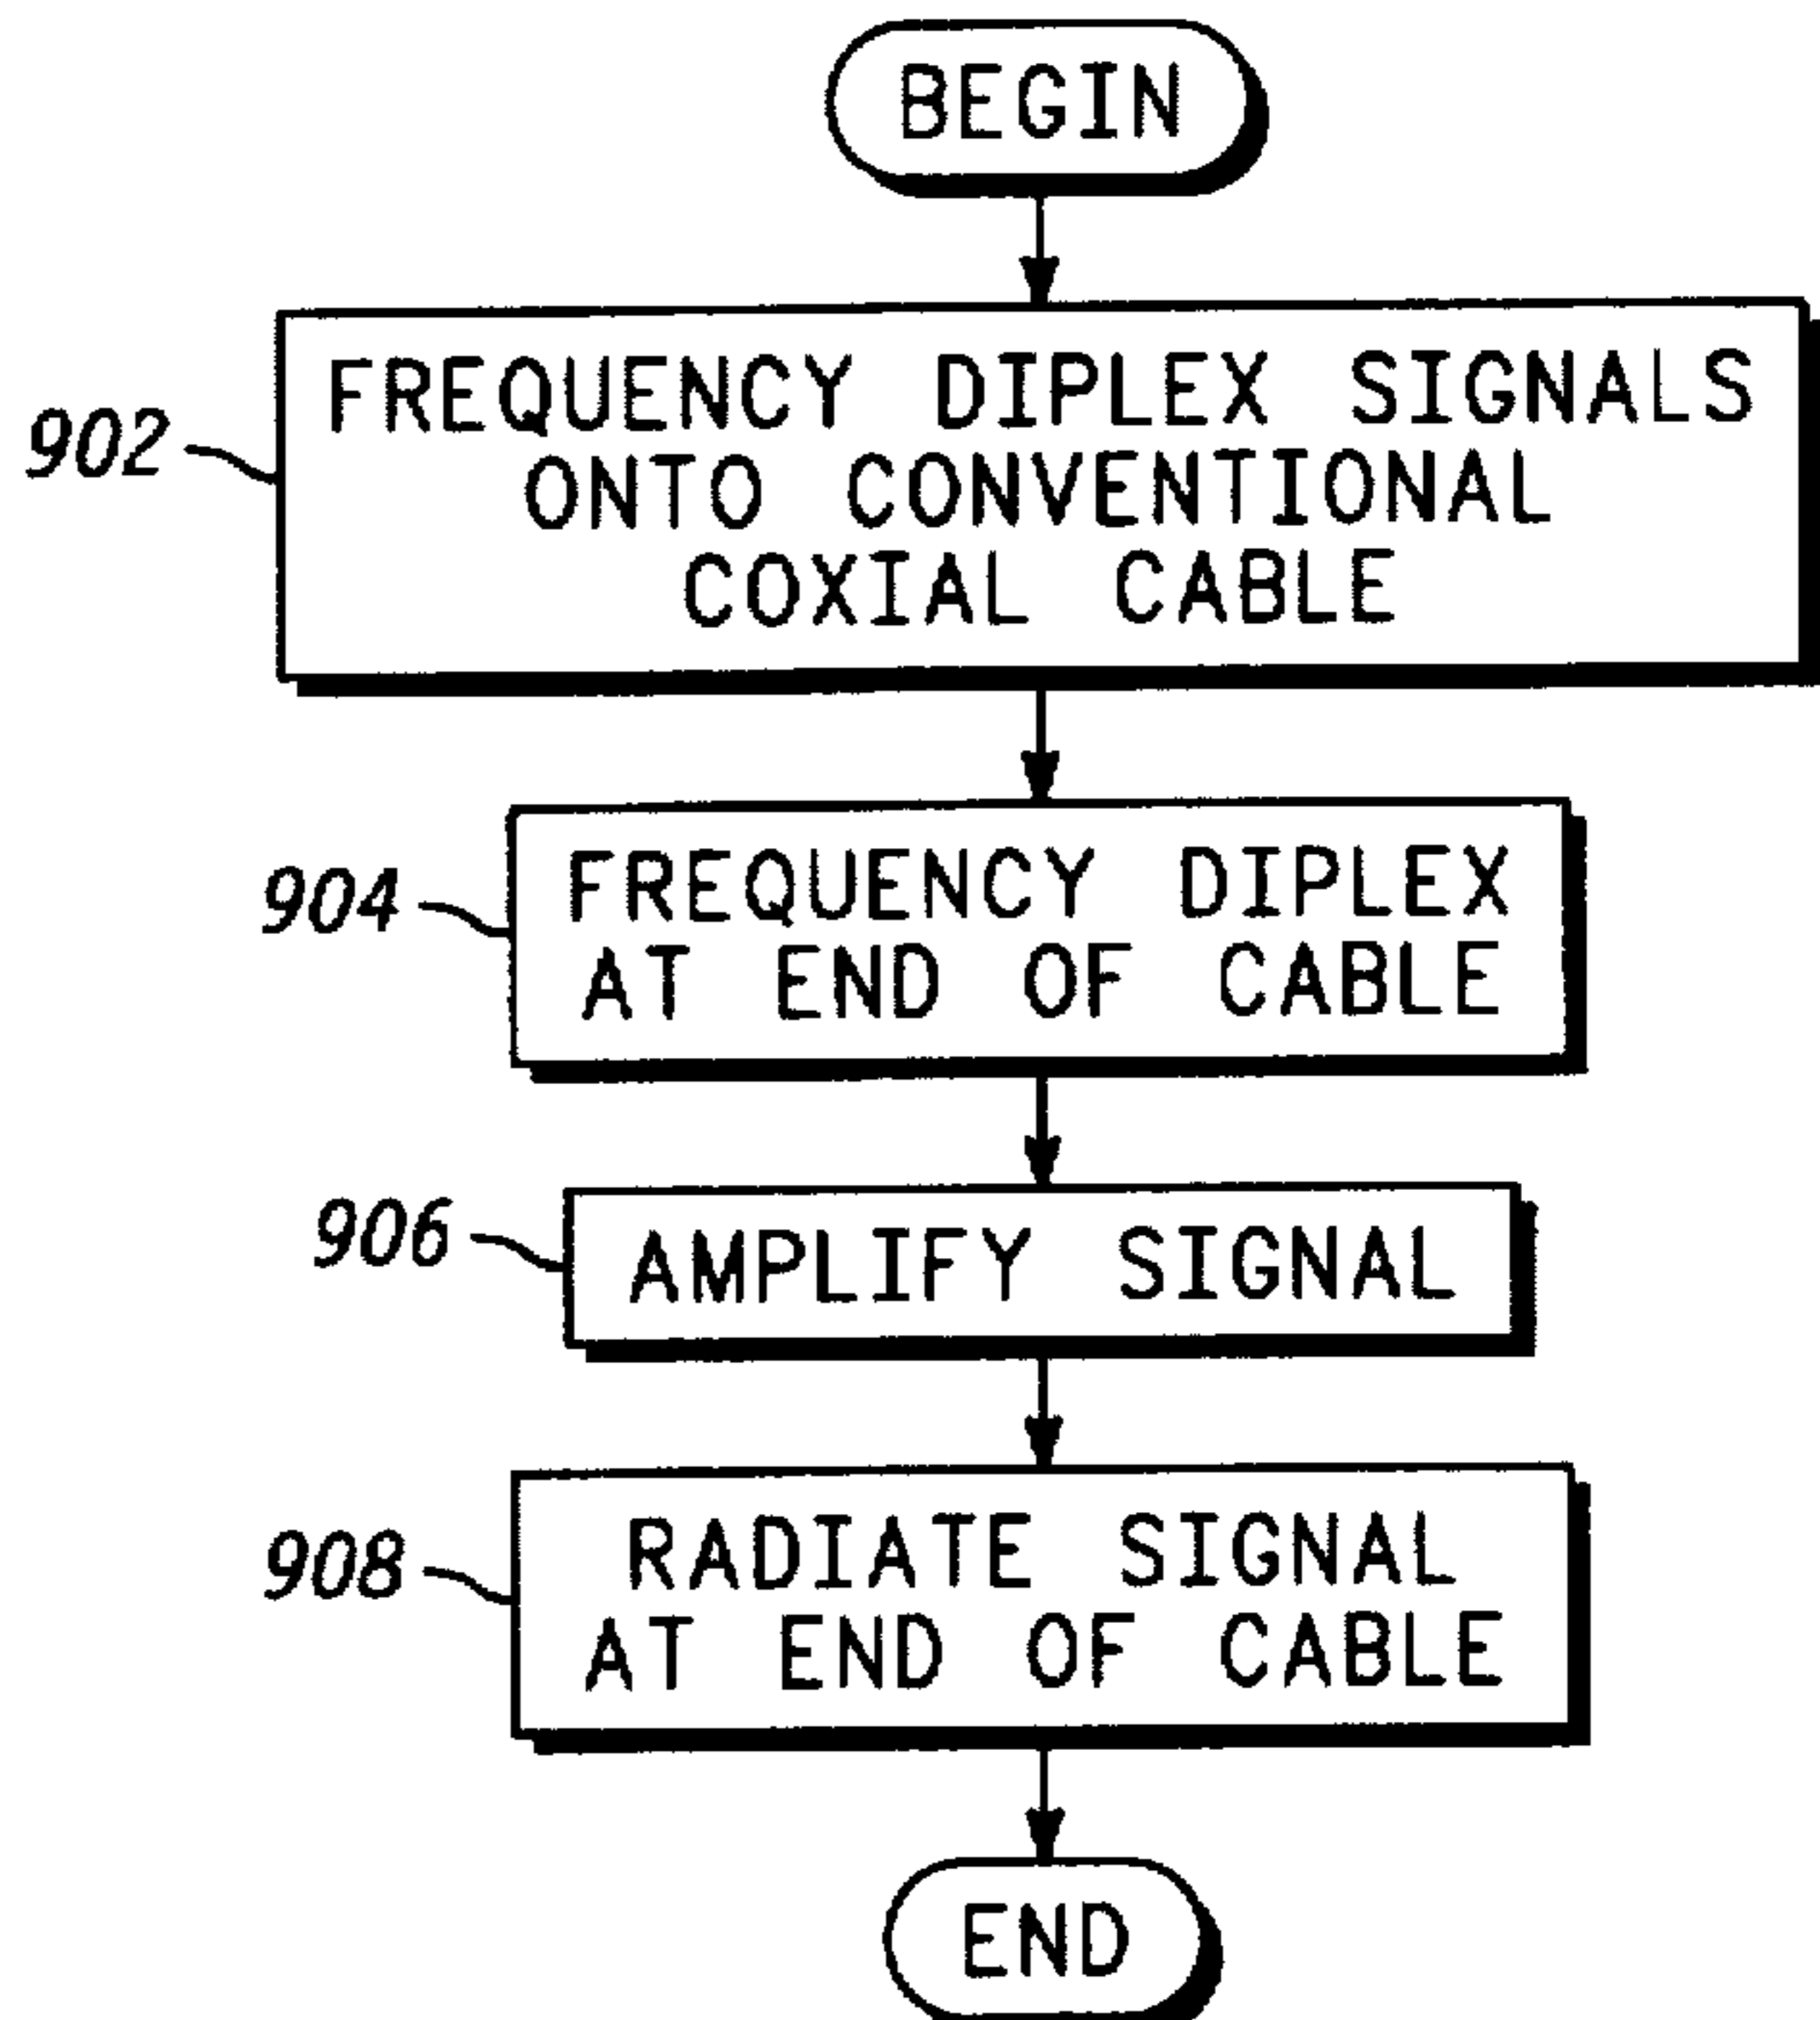 BEGIN
902
FREQUENCY DIPLEX SIGNALS
ONTO CONVENTIONAL
COXIAL CABLE
904
FREQUENCY DIPLEX
AT END OF CABLE
906
AMPLIFY SIGNAL
908
RADIATE SIGNAL
AT END OF CABLE
END